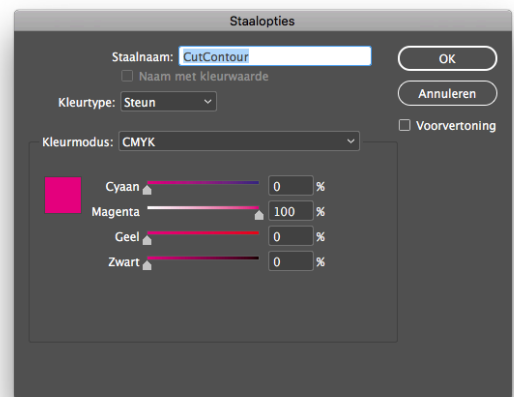 Staalopties
Staalnaam: CutContour
Naam met kleurwaarde
Kleurtype: Steun
OK
Annuleren
Voorvertoning
Kleurmodus: CMYK
Cyaan 0 %
Magenta 100 %
Geel 0 %
Zwart 0 %